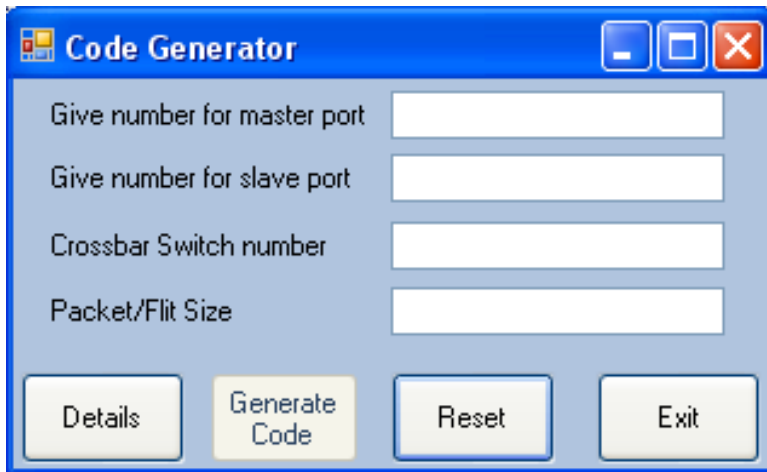 Code Generator
Give number for master port
Give number for slave port
Crossbar Switch number
Packet/Flit Size
Details
Generate
Code
Reset
Exit